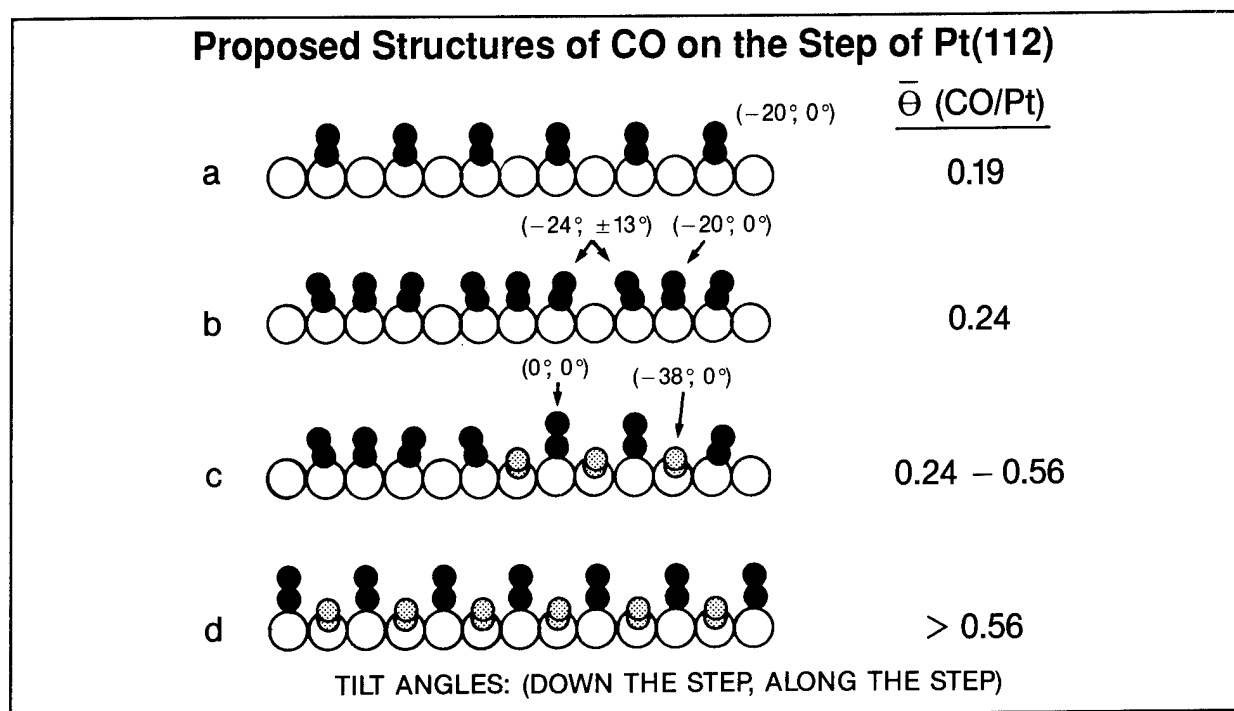 Proposed Structures of CO on the Step of Pt(112)
Θ̄ (CO/Pt)
(−20°, 0°)
a
0.19
(−24°, ±13°)
(−20°, 0°)
b
0.24
(0°, 0°)
(−38°, 0°)
c
0.24 – 0.56
d
> 0.56
TILT ANGLES: (DOWN THE STEP, ALONG THE STEP)